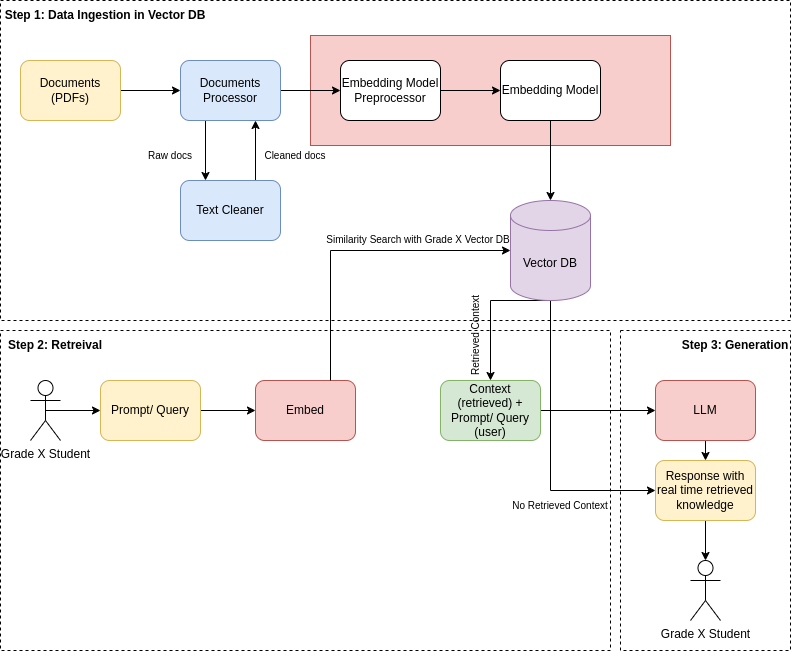 Step 1: Data Ingestion in Vector DB
Documents
(PDFs)
Documents
Processor
Embedding Model
Preprocessor
Embedding Model
Raw docs
Cleaned docs
Text Cleaner
Similarity Search with Grade X Vector DB
Vector DB
Retrieved Context
Step 2: Retreival
Grade X Student
Prompt/ Query
Embed
Context
(retrieved) +
Prompt/ Query
(user)
No Retrieved Context
Step 3: Generation
LLM
Response with
real time retrieved
knowledge
Grade X Student